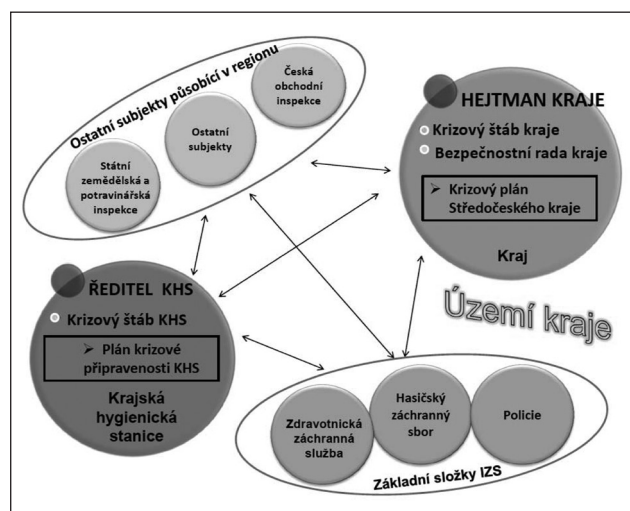 Ostatní subjekty působící v regionu
Česká
obchodní
inspekce
Ostatní
subjekty
Státní
zemědělská a
potravinářská
inspekce
HEJTMAN KRAJE
Krizový štáb kraje
Bezpečnostní rada kraje
Krizový plán
Středočeského kraje
Kraj
Území kraje
ŘEDITEL KHS
Krizový štáb KHS
Plán krizové
připravenosti KHS
Krajská
hygienická
stanice
Zdravotnická
záchranná
služba
Hasičský
záchranný
sbor
Policie
Základní složky IZS